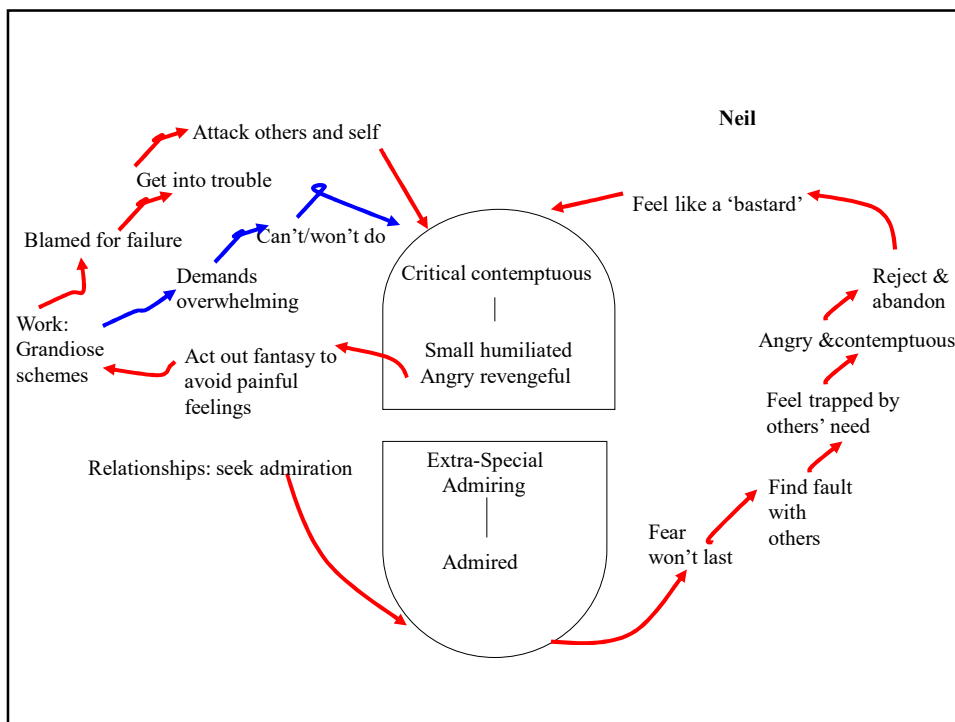 Neil
Attack others and self
Get into trouble
Feel like a ‘bastard’
Blamed for failure
Can’t/won’t do
Demands
overwhelming
Critical contemptuous
Reject &
abandon
Work:
Grandiose
schemes
Act out fantasy to
avoid painful
feelings
Small humiliated
Angry revengeful
Angry &contemptuous
Feel trapped by
others’ need
Relationships: seek admiration
Extra-Special
Admiring
Admired
Find fault
with
others
Fear
won’t last